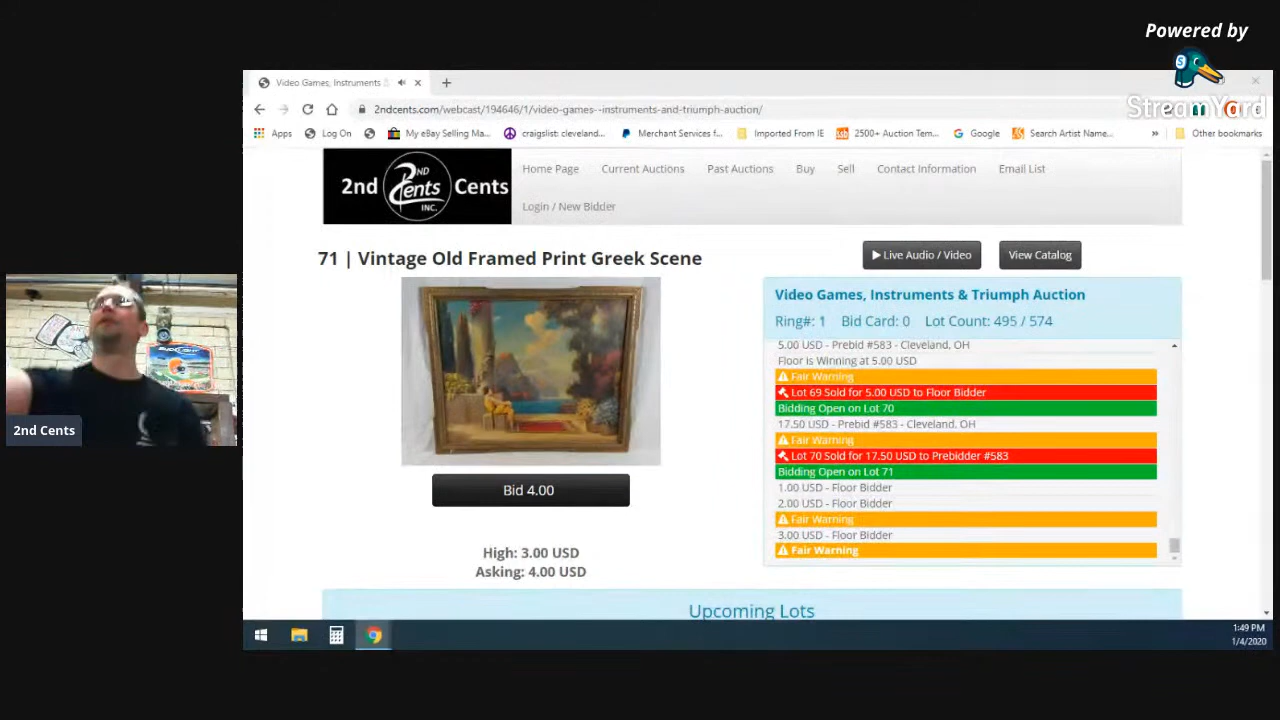 Powered by
StreamYard
Video Games, Instruments
2ndcents.com/webcast/194646/1/video-games--instruments-and-triumph-auction/
Apps
Log On
My eBay Selling Ma...
craigslist: cleveland...
Merchant Services f...
Imported From IE
2500+ Auction Tem...
Google
Search Artist Name...
»
Other bookmarks
2nd
2ND
Cents
INC.
Cents
Home Page
Current Auctions
Past Auctions
Buy
Sell
Contact Information
Email List
Login / New Bidder
71 | Vintage Old Framed Print Greek Scene
Live Audio / Video
View Catalog
Bid 4.00
High: 3.00 USD
Asking: 4.00 USD
Video Games, Instruments & Triumph Auction
Ring#: 1 Bid Card: 0 Lot Count: 495 / 574
5.00 USD - Prebid #583 - Cleveland, OH
Floor is Winning at 5.00 USD
Fair Warning
Lot 69 Sold for 5.00 USD to Floor Bidder
Bidding Open on Lot 70
17.50 USD - Prebid #583 - Cleveland, OH
Fair Warning
Lot 70 Sold for 17.50 USD to Prebidder #583
Bidding Open on Lot 71
1.00 USD - Floor Bidder
2.00 USD - Floor Bidder
Fair Warning
3.00 USD - Floor Bidder
Fair Warning
Upcoming Lots
2nd Cents
1:49 PM
1/4/2020